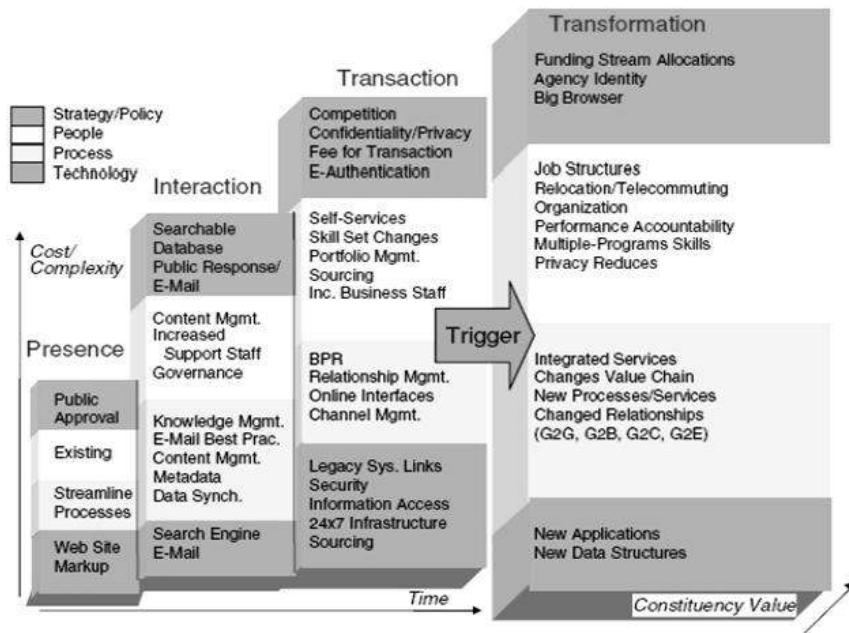 Transformation
Funding Stream Allocations
Agency Identity
Big Browser
Transaction
Strategy/Policy
People
Process
Technology
Competition
Confidentiality/Privacy
Fee for Transaction
E-Authentication
Interaction
Job Structures
Relocation/Telecommuting
Organization
Performance Accountability
Multiple-Programs Skills
Privacy Reduces
Searchable
Database
Public Response/
E-Mail
Self-Services
Skill Set Changes
Portfolio Mgmt.
Sourcing
Inc. Business Staff
Cost/
Complexity
Content Mgmt.
Increased
Support Staff
Governance
Trigger
Presence
Public
Approval
Existing
Streamline
Processes
Web Site
Markup
Knowledge Mgmt.
E-Mail Best Prac.
Content Mgmt.
Metadata
Data Synch.
Search Engine
E-Mail
BPR
Relationship Mgmt.
Online Interfaces
Channel Mgmt.
Legacy Sys. Links
Security
Information Access
24x7 Infrastructure
Sourcing
Integrated Services
Changes Value Chain
New Processes/Services
Changed Relationships
(G2G, G2B, G2C, G2E)
New Applications
New Data Structures
Time
Constituency Value